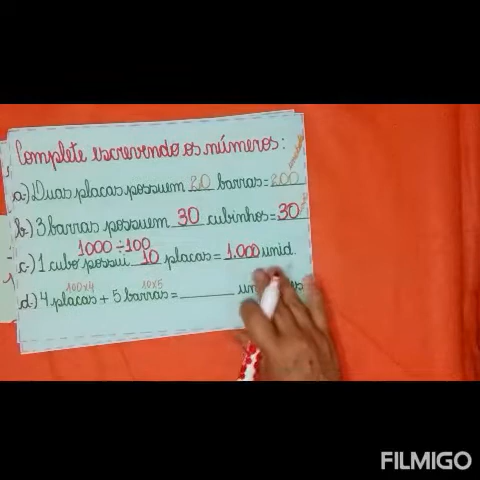 Complete escrevendo os números:
a-) Duas placas possuem 20 barras = 200
b-) 3 barras possuem 30 cubinhos = 30
1000 ÷ 100
c-) 1 cubo possui 10 placas = 1.000 unid.
100x4 10x5
d-) 4 placas + 5 barras = ______
FILMIGO